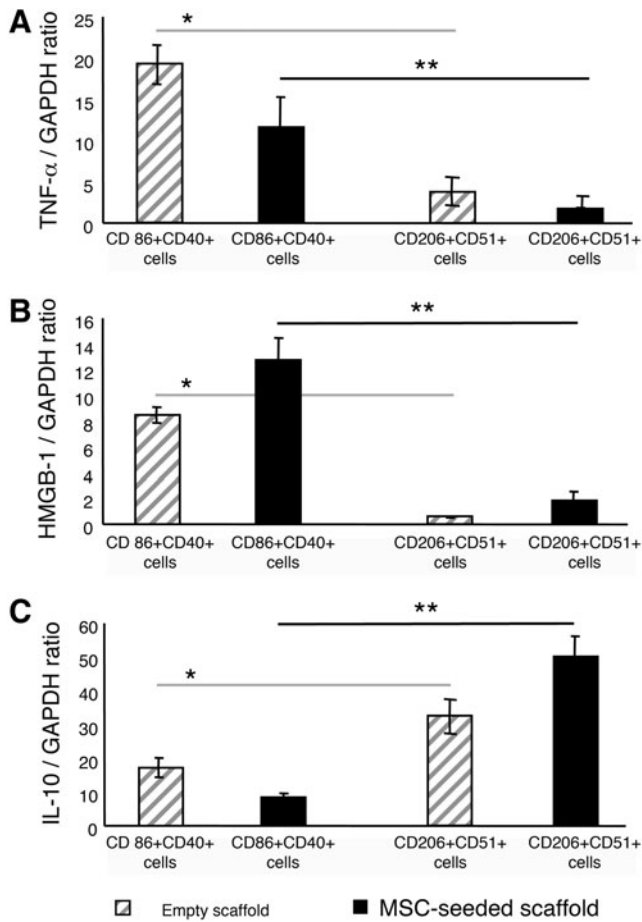 A
TNF-α / GAPDH ratio
25
20
15
10
5
0
*
**
CD 86+CD40+ cells
CD86+CD40+ cells
CD206+CD51+ cells
CD206+CD51+ cells
B
HMGB-1 / GAPDH ratio
16
14
12
10
8
6
4
2
0
**
*
CD 86+CD40+ cells
CD86+CD40+ cells
CD206+CD51+ cells
CD206+CD51+ cells
C
IL-10 / GAPDH ratio
60
50
40
30
20
10
0
**
*
CD 86+CD40+ cells
CD86+CD40+ cells
CD206+CD51+ cells
CD206+CD51+ cells
Empty scaffold
MSC-seeded scaffold